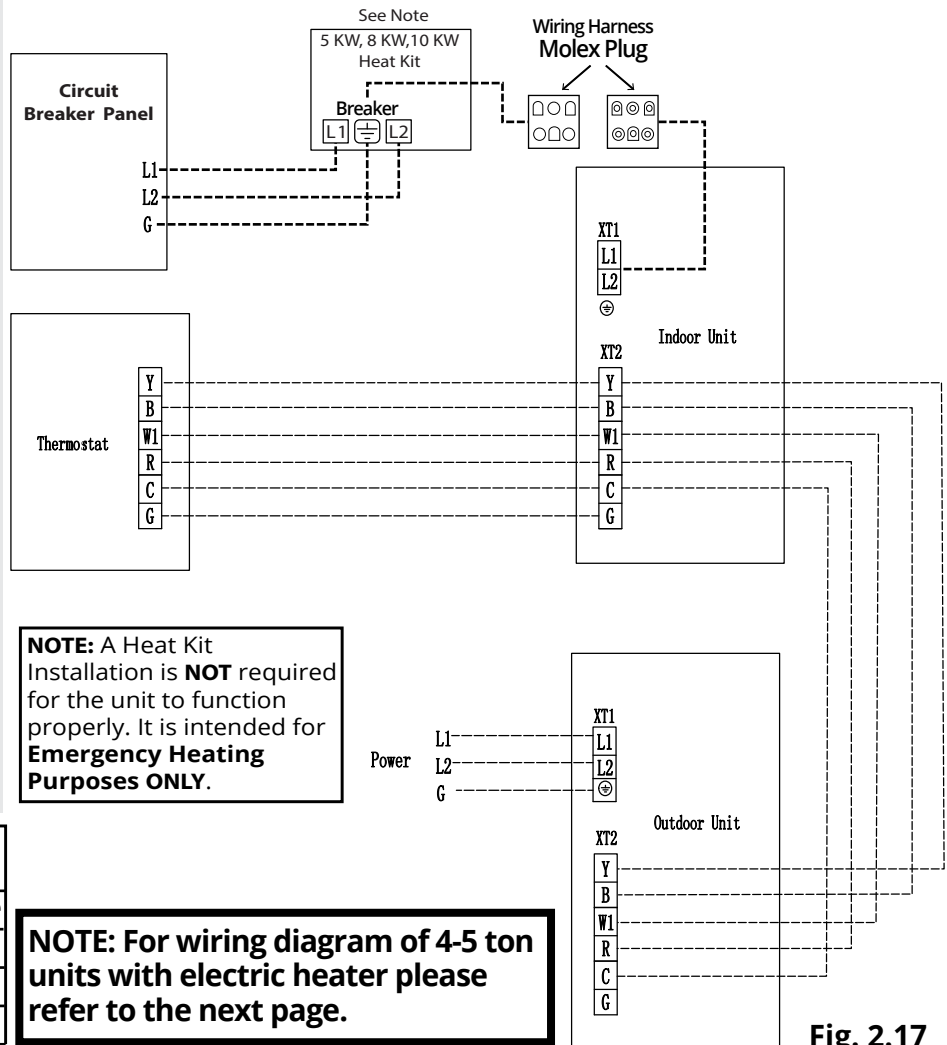 See Note
5 KW, 8 KW,10 KW
Heat Kit
Breaker
L1
L2
Wiring Harness
Molex Plug
Circuit
Breaker Panel
L1
L2
G
XT1
L1
L2
Indoor Unit
XT2
Y
B
W1
R
C
G
Thermostat
Y
B
W1
R
C
G
NOTE: A Heat Kit
Installation is NOT required
for the unit to function
properly. It is intended for
Emergency Heating
Purposes ONLY.
Power
L1
L2
G
XT1
L1
L2
Outdoor Unit
XT2
Y
B
W1
R
C
G
NOTE: For wiring diagram of 4-5 ton
units with electric heater please
refer to the next page.
Fig. 2.17